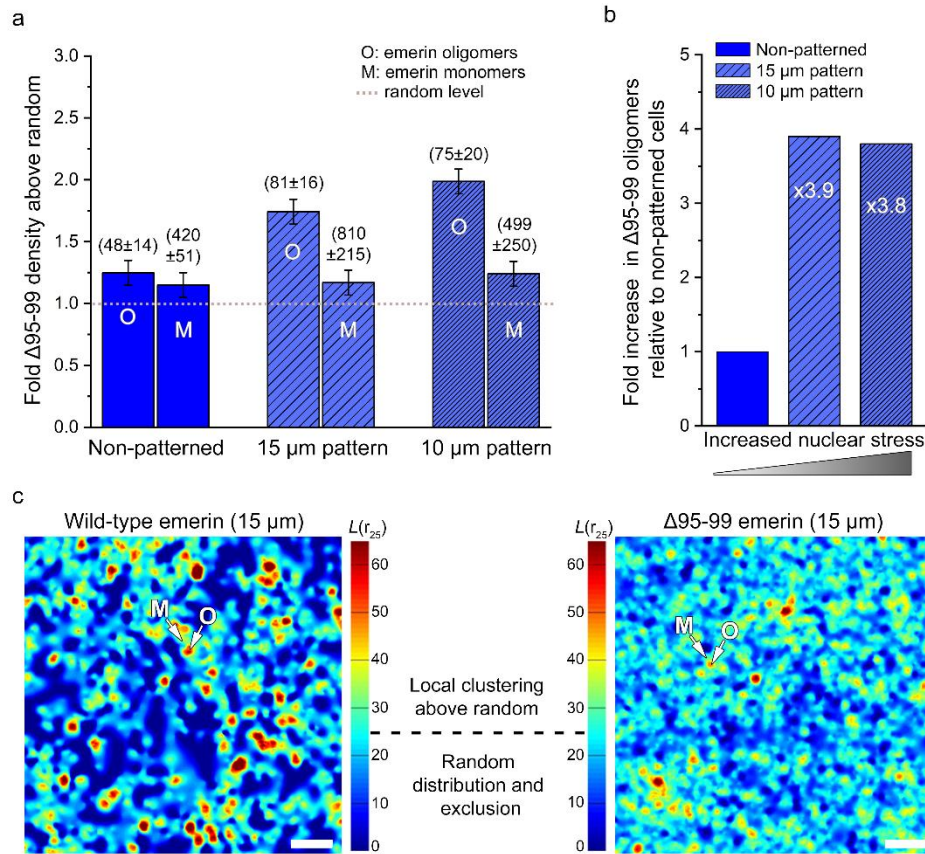 a
Fold Δ95-99 density above random
3.0
2.5
2.0
1.5
1.0
0.5
0.0
O: emerin oligomers
M: emerin monomers
random level
(48±14)
(420
±51)
(81±16)
(810
±215)
(75±20)
(499
±250)
O
M
O
M
O
M
Non-patterned
15 µm pattern
10 µm pattern
b
Fold increase in Δ95-99 oligomers
relative to non-patterned cells
5
4
3
2
1
0
Non-patterned
15 µm pattern
10 µm pattern
x3.9
x3.8
Increased nuclear stress
c
Wild-type emerin (15 µm)
M
O
L(r25)
60
50
40
30
20
10
0
Local clustering
above random
Random
distribution and
exclusion
L(r25)
60
50
40
30
20
10
0
Δ95-99 emerin (15 µm)
M
O